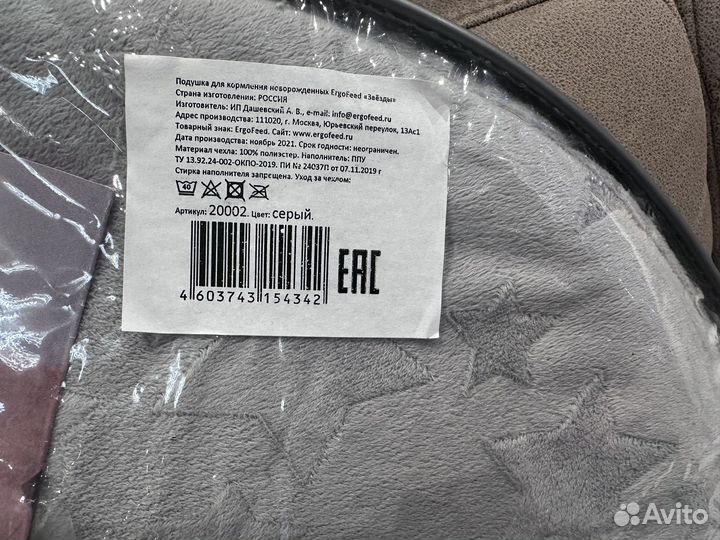 Подушка для кормления новорожденных ErgoFeed «Звёзды»
Страна изготовления: РОССИЯ
Изготовитель: ИП Дашевский А. В., e-mail: info@ergofeed.ru
Адрес производства: 111020, г. Москва, Юрьевский переулок, 13Ас1
Товарный знак: ErgoFeed. Сайт: www.ergofeed.ru
Дата производства: ноябрь 2021. Срок годности: неограничен.
Материал чехла: 100% полиэстер. Наполнитель: ППУ
ТУ 13.92.24-002-ОКПО-2019. ПИ № 24037П от 07.11.2019 г
Стирка наполнителя запрещена. Уход за чехлом:
40
Артикул: 20002. Цвет: серый.
4 603743 154342
EAC
Avito